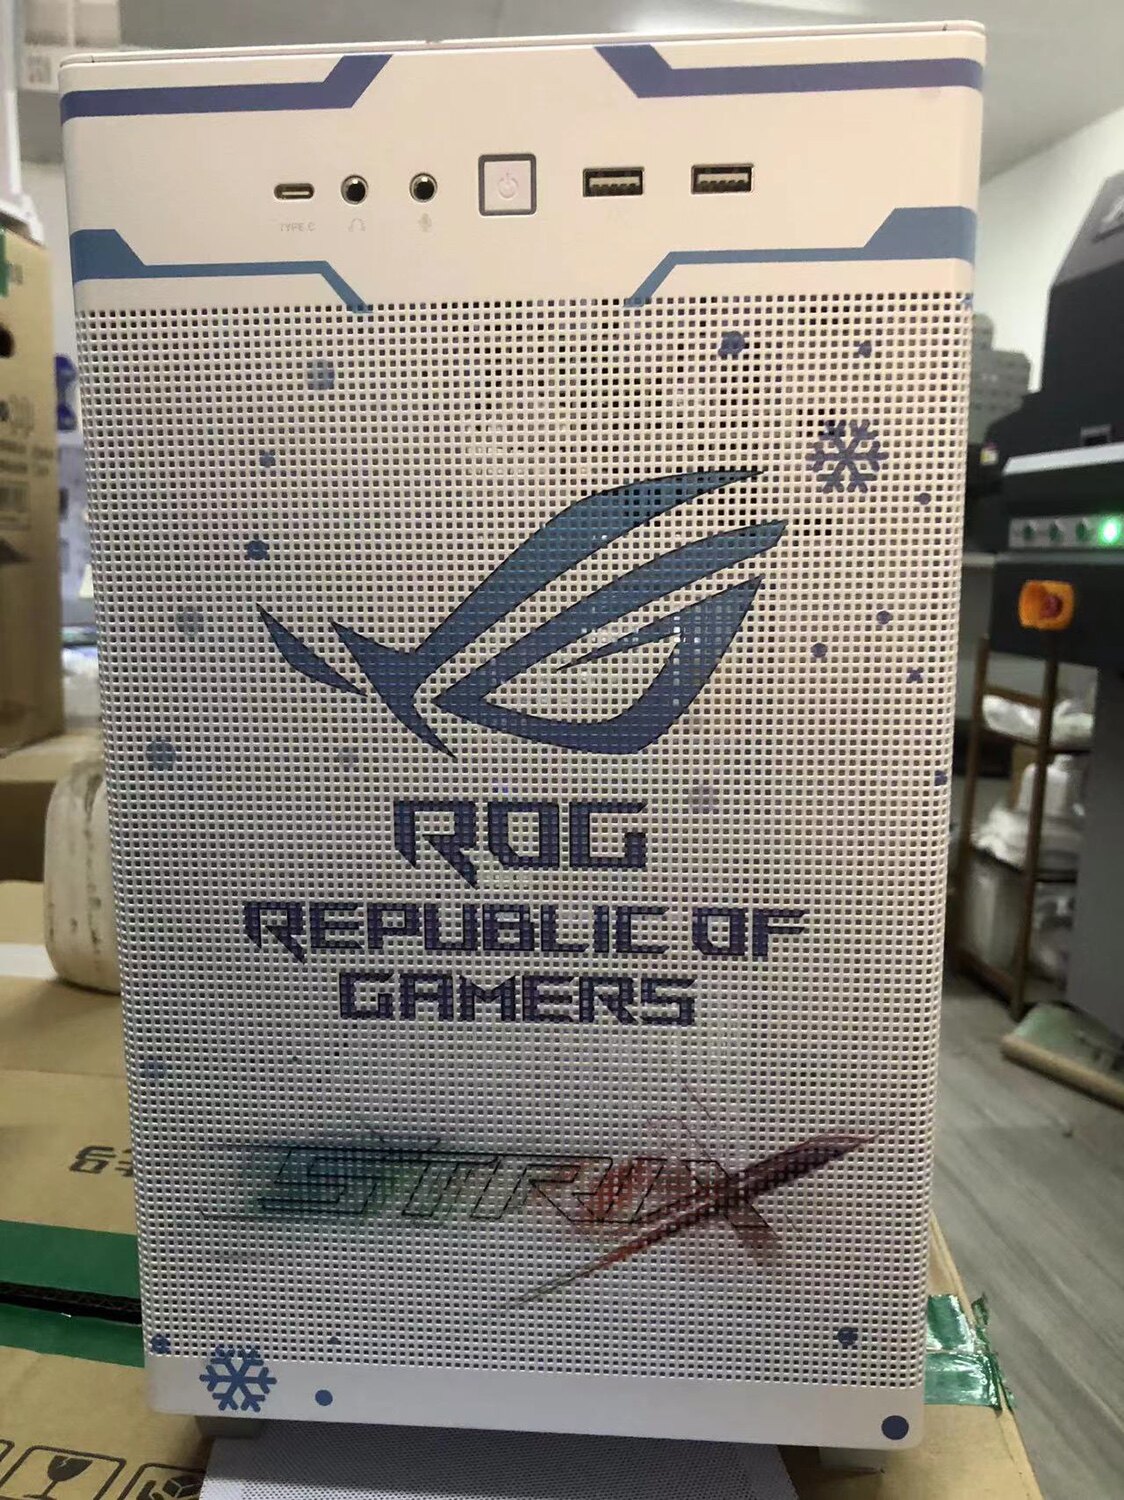 TYPE C
ROG
REPUBLIC OF
GAMERS
STRIX